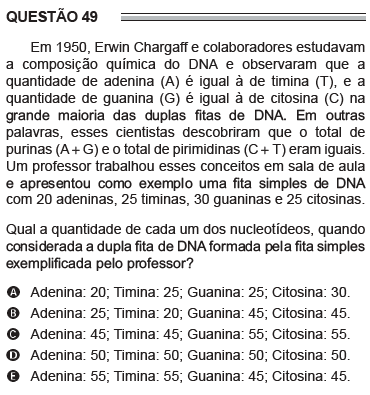 QUESTÃO 49
Em 1950, Erwin Chargaff e colaboradores estudavam
a composição química do DNA e observaram que a
quantidade de adenina (A) é igual à de timina (T), e a
quantidade de guanina (G) é igual à de citosina (C) na
grande maioria das duplas fitas de DNA. Em outras
palavras, esses cientistas descobriram que o total de
purinas (A+G) e o total de pirimidinas (C+T) eram iguais.
Um professor trabalhou esses conceitos em sala de aula
e apresentou como exemplo uma fita simples de DNA
com 20 adeninas, 25 timinas, 30 guaninas e 25 citosinas.
Qual a quantidade de cada um dos nucleotídeos, quando
considerada a dupla fita de DNA formada pela fita simples
exemplificada pelo professor?
A Adenina: 20; Timina: 25; Guanina: 25; Citosina: 30.
B Adenina: 25; Timina: 20; Guanina: 45; Citosina: 45.
C Adenina: 45; Timina: 45; Guanina: 55; Citosina: 55.
D Adenina: 50; Timina: 50; Guanina: 50; Citosina: 50.
E Adenina: 55; Timina: 55; Guanina: 45; Citosina: 45.